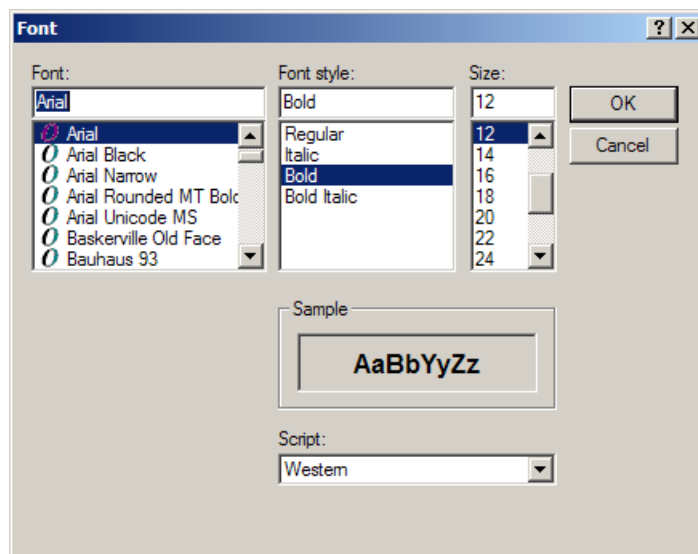 Font
Font: Font style: Size:
Arial Bold 12 OK
Arial Regular 12 Cancel
Arial Black Italic 14
Arial Narrow Bold 16
Arial Rounded MT Bold Bold Italic 18
Arial Unicode MS 20
Baskerville Old Face 22
Bauhaus 93 24
Sample
AaBbYyZz
Script:
Western